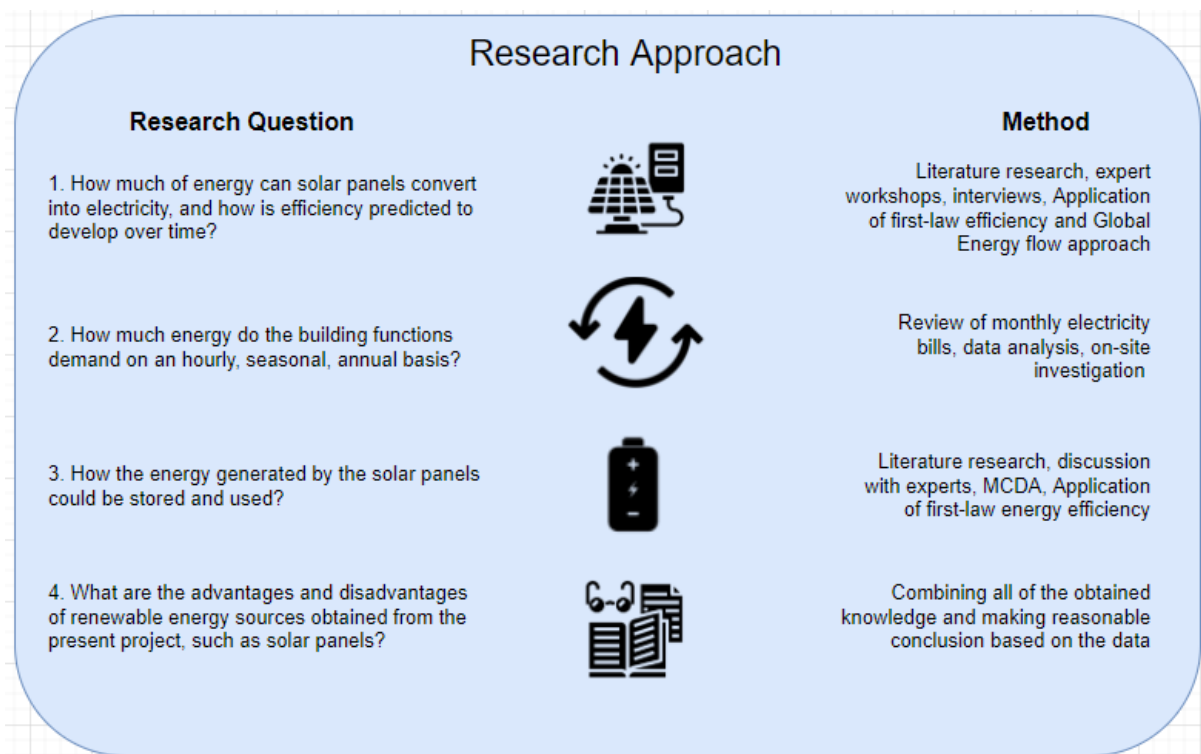 Research Approach
Research Question
Method
1. How much of energy can solar panels convert
into electricity, and how is efficiency predicted to
develop over time?
Literature research, expert
workshops, interviews, Application
of first-law efficiency and Global
Energy flow approach
2. How much energy do the building functions
demand on an hourly, seasonal, annual basis?
Review of monthly electricity
bills, data analysis, on-site
investigation
3. How the energy generated by the solar panels
could be stored and used?
Literature research, discussion
with experts, MCDA, Application
of first-law energy efficiency
4. What are the advantages and disadvantages
of renewable energy sources obtained from the
present project, such as solar panels?
Combining all of the obtained
knowledge and making reasonable
conclusion based on the data